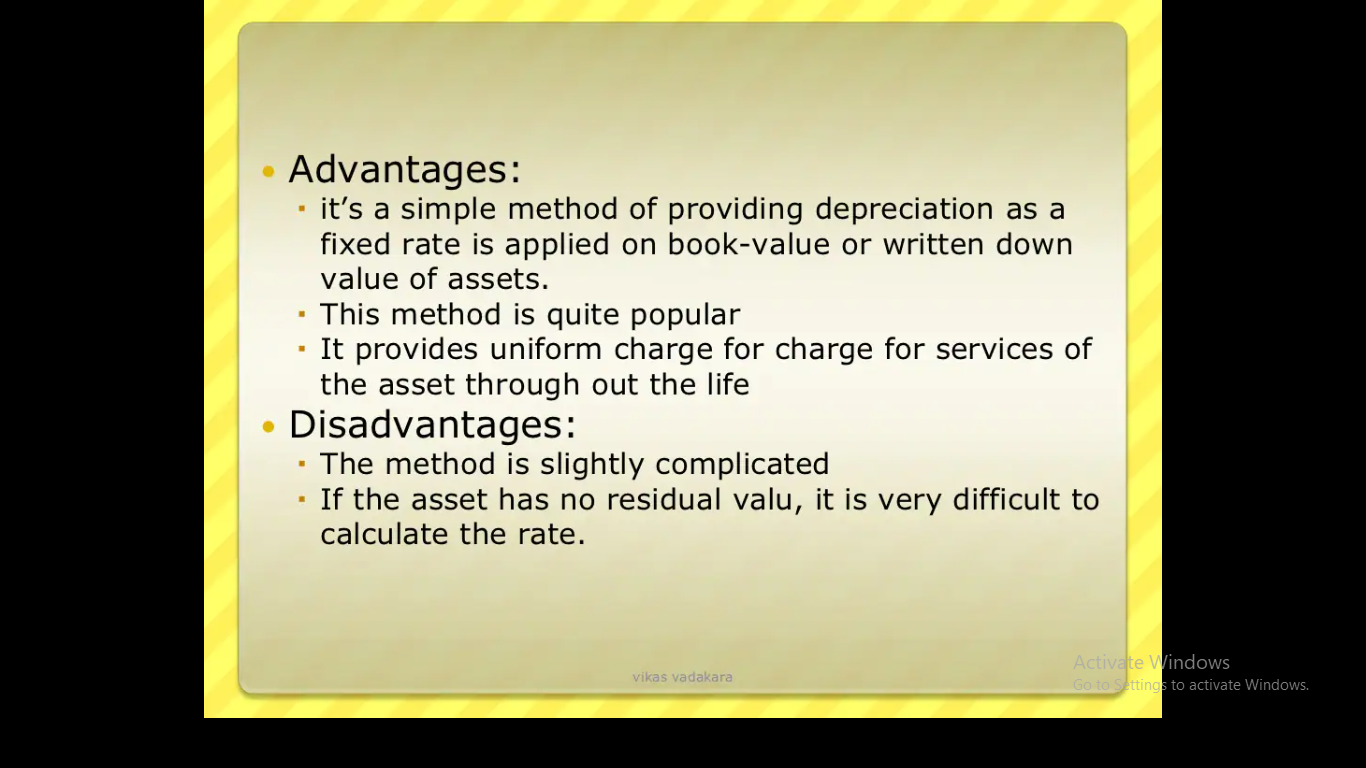 Advantages:
it’s a simple method of providing depreciation as a
fixed rate is applied on book-value or written down
value of assets.
This method is quite popular
It provides uniform charge for charge for services of
the asset through out the life
Disadvantages:
The method is slightly complicated
If the asset has no residual valu, it is very difficult to
calculate the rate.
vikas vadakara
Activate Windows
Go to Settings to activate Windows.